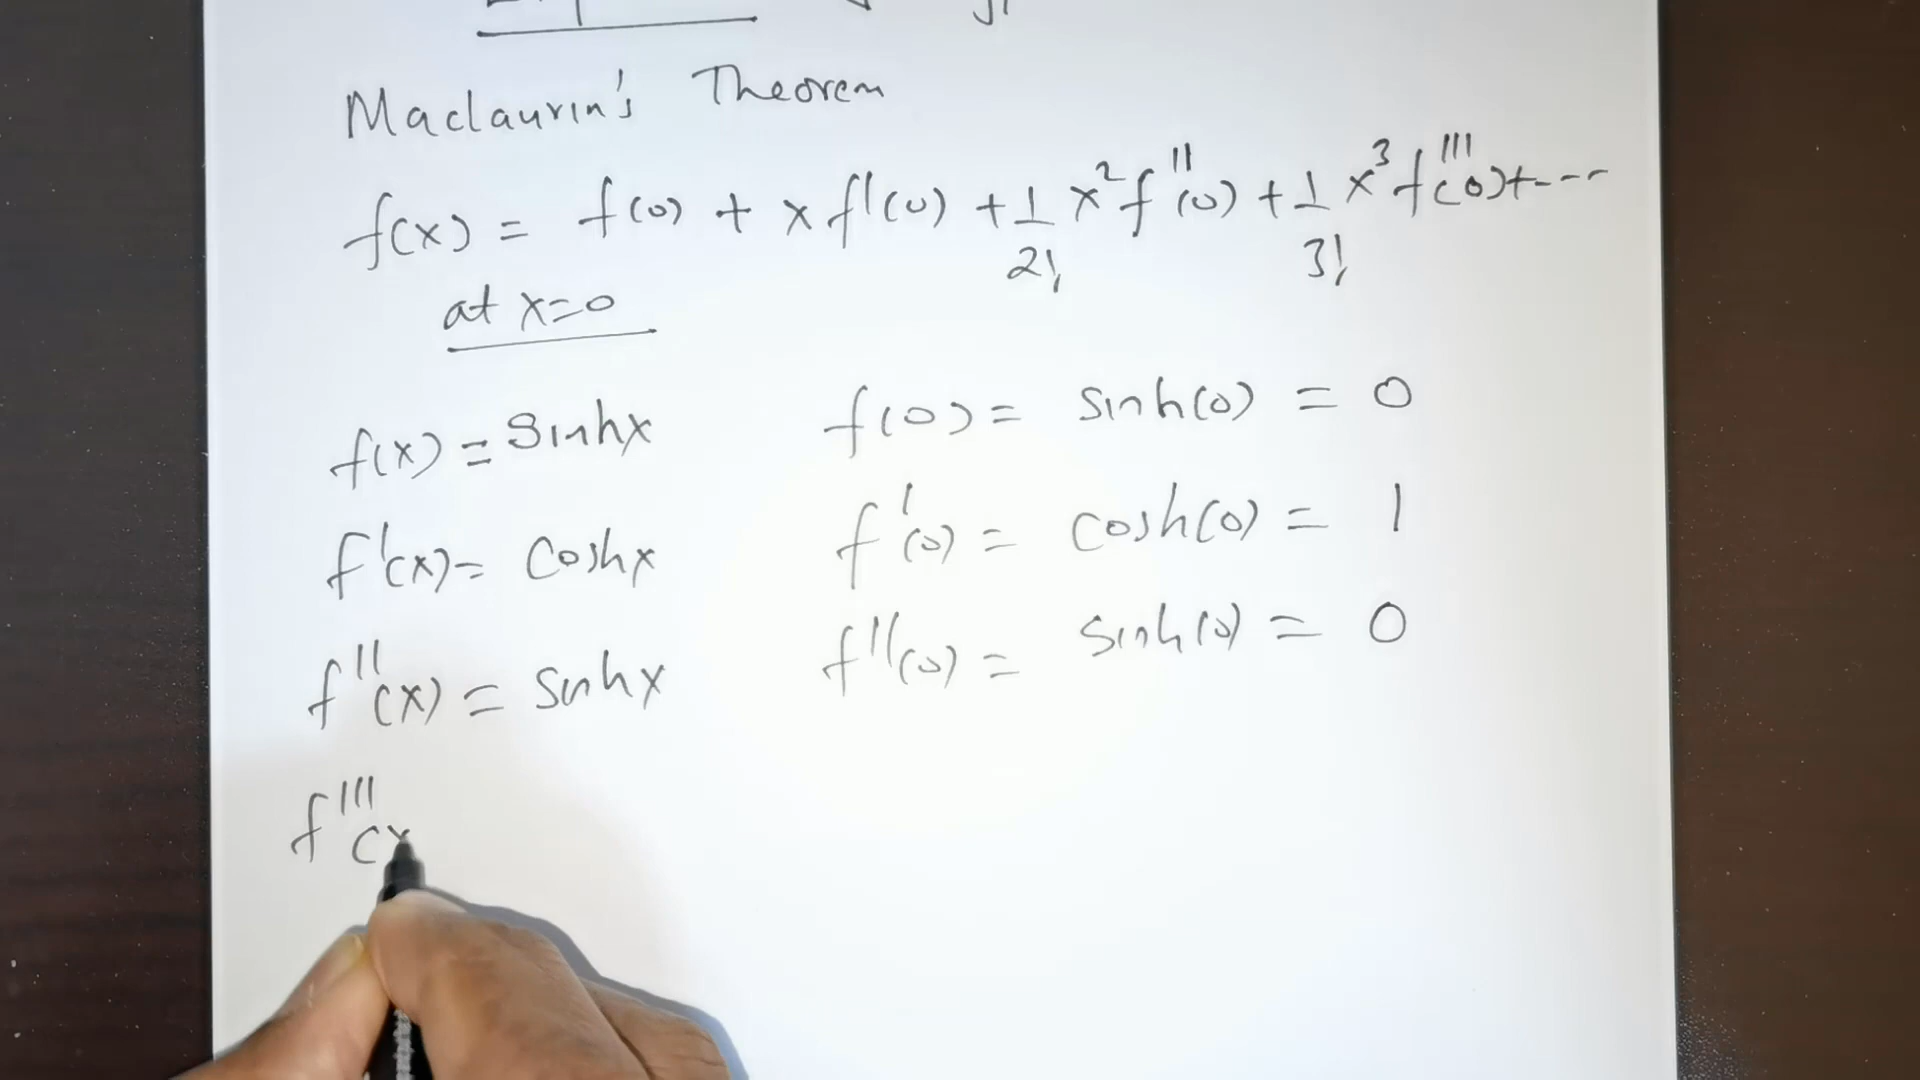 Maclaurin's Theorem
f(x) = f(0) + x f'(0) + 1/2! x² f''(0) + 1/3! x³ f'''(0) + ----
at x=0
f(x) = Sinhx f(0) = sinh(0) = 0
f'(x) = Coshx f'(0) = cosh(0) = 1
f''(x) = sinhx f''(0) = sinh(0) = 0
f'''(x